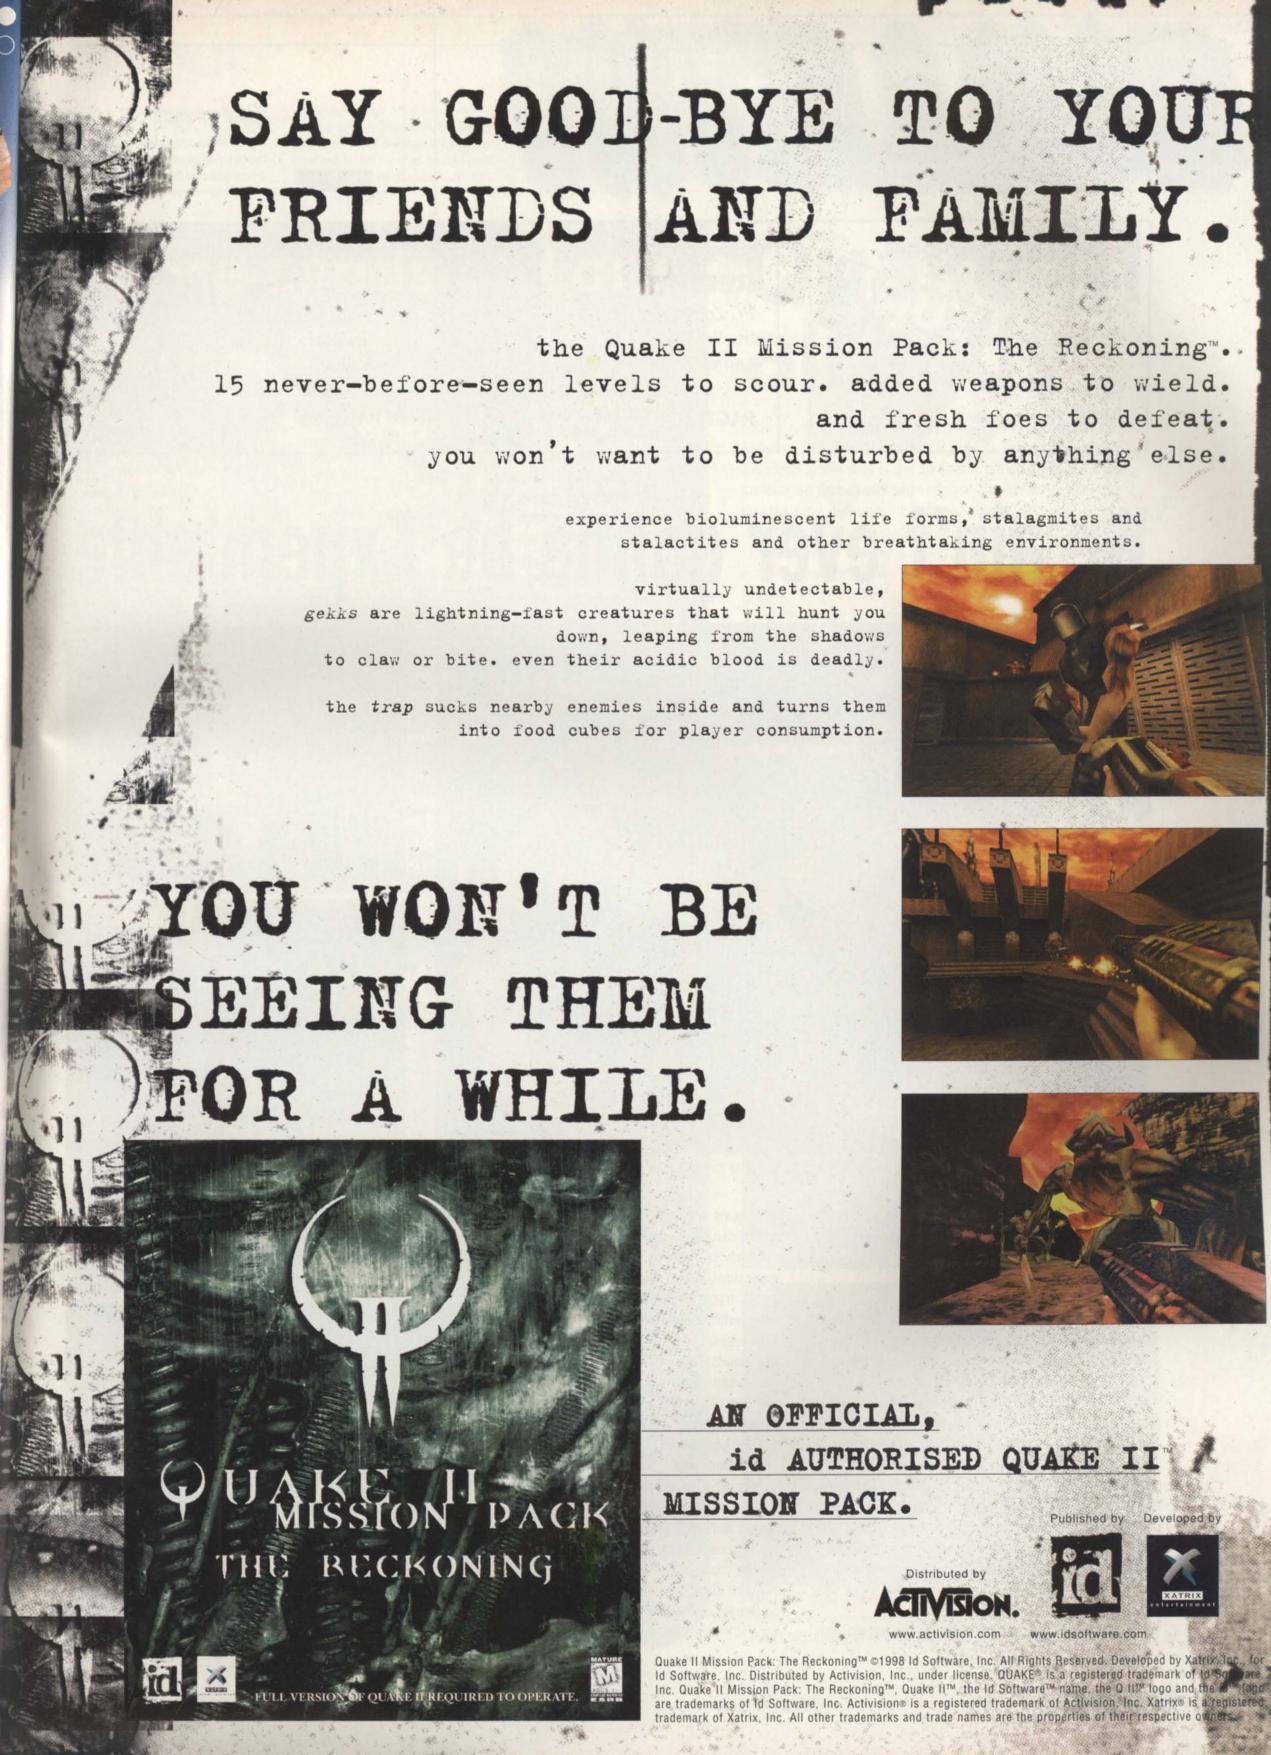 SAY GOOD-BYE TO YOUR
FRIENDS AND FAMILY.
the Quake II Mission Pack: The Reckoning™.
15 never-before-seen levels to scour. added weapons to wield.
and fresh foes to defeat.
you won't want to be disturbed by anything else.
experience bioluminescent life forms, stalagmites and
stalactites and other breathtaking environments.
virtually undetectable,
gekks are lightning-fast creatures that will hunt you
down, leaping from the shadows
to claw or bite. even their acidic blood is deadly.
the trap sucks nearby enemies inside and turns them
into food cubes for player consumption.
YOU WON'T BE
SEEING THEM
FOR A WHILE.
QUAKE II
MISSION PACK
THE RECKONING
id
MATURE
M
ESRB
FULL VERSION OF QUAKE II REQUIRED TO OPERATE.
AN OFFICIAL,
id AUTHORISED QUAKE II™
MISSION PACK.
Published by
Developed by
id
XATRIX
entertainment
Distributed by
ACTIVISION.
www.activision.com
www.idsoftware.com
Quake II Mission Pack: The Reckoning™ ©1998 Id Software, Inc. All Rights Reserved. Developed by Xatrix, Inc., for
Id Software, Inc. Distributed by Activision, Inc., under license. QUAKE® is a registered trademark of Id Software,
Inc. Quake II Mission Pack: The Reckoning™, Quake II™, the Id Software™ name, the Q II™ logo and the id™ logo
are trademarks of Id Software, Inc. Activision® is a registered trademark of Activision, Inc. Xatrix® is a registered
trademark of Xatrix, Inc. All other trademarks and trade names are the properties of their respective owners.